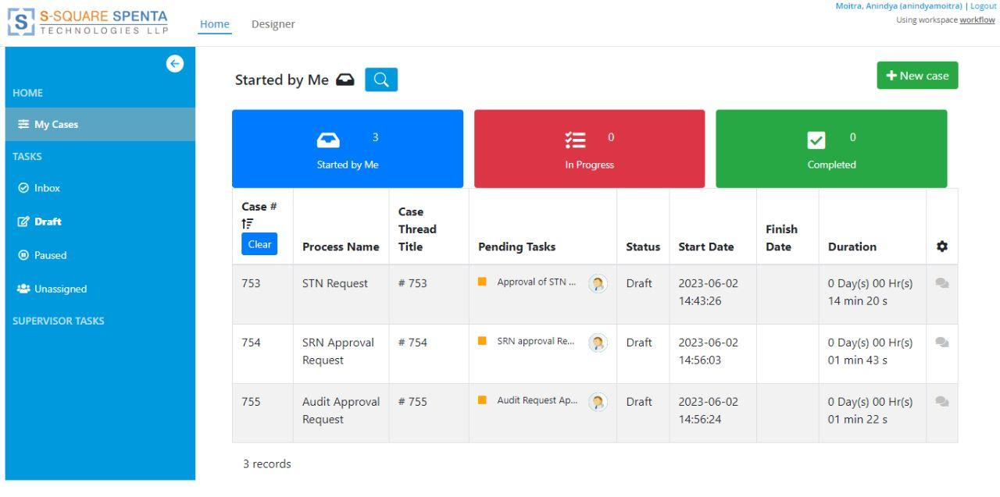 Moitra, Anindya (anindyamoitra) | Logout
Using workspace workflow
S
S-SQUARE SPENTA
TECHNOLOGIES LLP
Home Designer
HOME
My Cases
TASKS
Inbox
Draft
Paused
Unassigned
SUPERVISOR TASKS
Started by Me
New case
3
Started by Me
0
In Progress
0
Completed
Case #
Clear
Process Name
Case Thread Title
Pending Tasks
Status
Start Date
Finish Date
Duration
753 STN Request # 753 Approval of STN ... Draft 2023-06-02 0 Day(s) 00 Hr(s)
14:43:26 14 min 20 s
754 SRN Approval # 754 SRN approval Re... Draft 2023-06-02 0 Day(s) 00 Hr(s)
Request 14:56:03 01 min 43 s
755 Audit Approval # 755 Audit Request Ap... Draft 2023-06-02 0 Day(s) 00 Hr(s)
Request 14:56:24 01 min 22 s
3 records